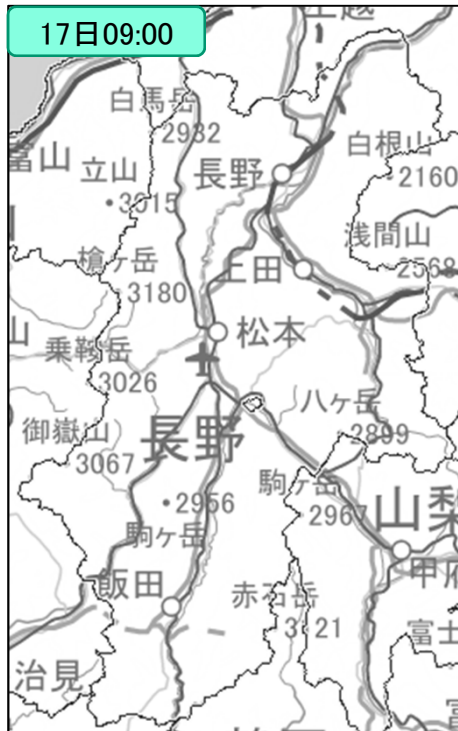 17日09:00
上越
白馬岳
2932
白根山
2160
富山
立山
3015
長野
浅間山
2568
槍ヶ岳
3180
上田
松本
乗鞍岳
3026
八ヶ岳
2899
御嶽山
3067
長野
駒ヶ岳
2967
2956
駒ヶ岳
山梨
甲府
飯田
赤石岳
3121
富士
治見